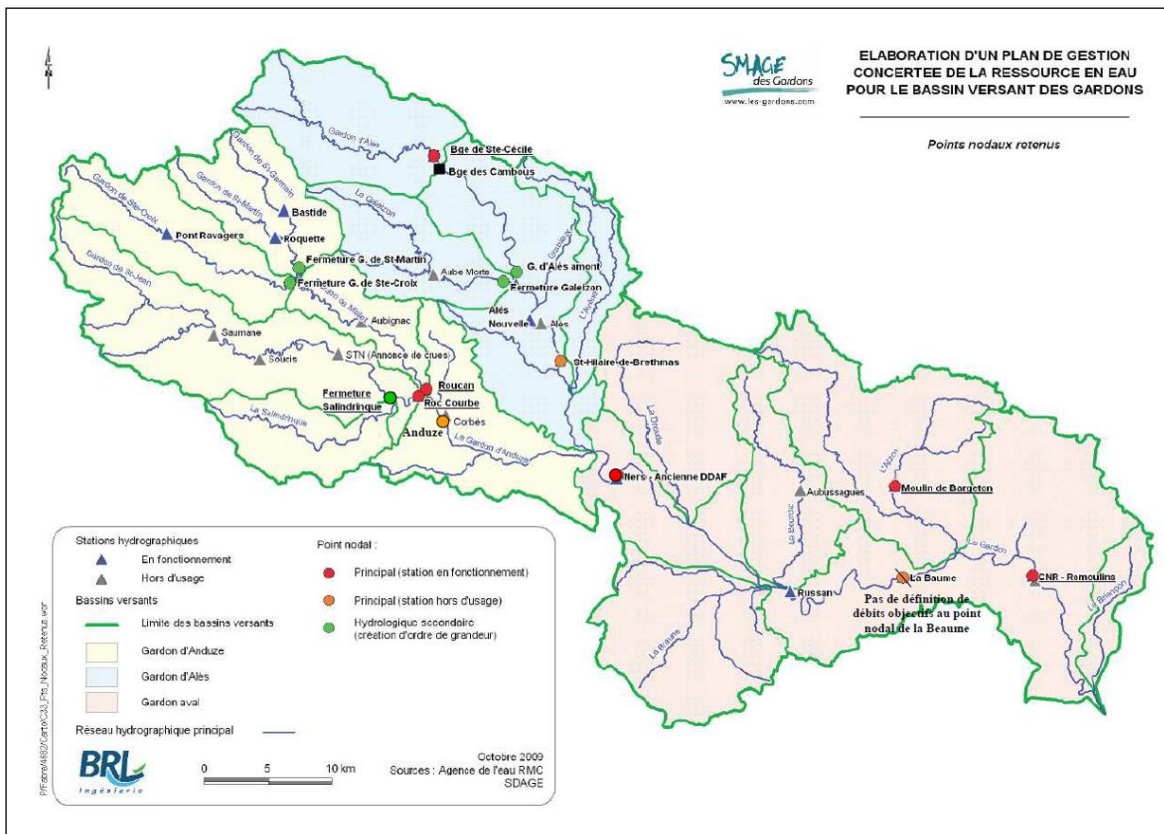 SMAGE
des Gardons
www.les-gardons.com
ELABORATION D'UN PLAN DE GESTION
CONCERTEE DE LA RESSOURCE EN EAU
POUR LE BASSIN VERSANT DES GARDONS
Points nodaux retenus
Gardon d'Alès
Bge de Ste-Cécile
Bge des Cambous
Gardon de St-Germain
Gardon de St-Martin
Gardon de Ste-Croix
Le Galeizon
Bastide
Pont Ravagers
Roquette
Grabieux
L'Avène
Fermeture G. de St-Martin
Aube Morte
G. d'Alès amont
Fermeture G. de Ste-Croix
Fermeture Galeizon
Gardon de St-Jean
Alès
Nouvelle
Alès
Aubignac
Saumane
Soucis
STN (Annonce de crues)
St-Hilaire-de-Brethmas
Roucan
Fermeture
Salindrinque
Roc Courbe
La Salindrinque
Corbés
Anduze
Le Gardon d'Anduze
La Droude
Ners - Ancienne DDAF
Aubussagues
L'Alzon
Moulin de Bargeton
Le Bourdic
Le Gardon
La Baume
CNR - Remoulins
Russan
Pas de définition de
débits objectifs au point
nodal de la Beaume
Le Briançon
La Braune
Stations hydrographiques
En fonctionnement
Hors d'usage
Bassins versants
Limite des bassins versants
Gardon d'Anduze
Gardon d'Alès
Gardon aval
Réseau hydrographique principal
Point nodal :
Principal (station en fonctionnement)
Principal (station hors d'usage)
Hydrologique secondaire
(création d'ordre de grandeur)
BRL
Ingénierie
0 5 10 km
Octobre 2009
Sources : Agence de l'eau RMC
SDAGE